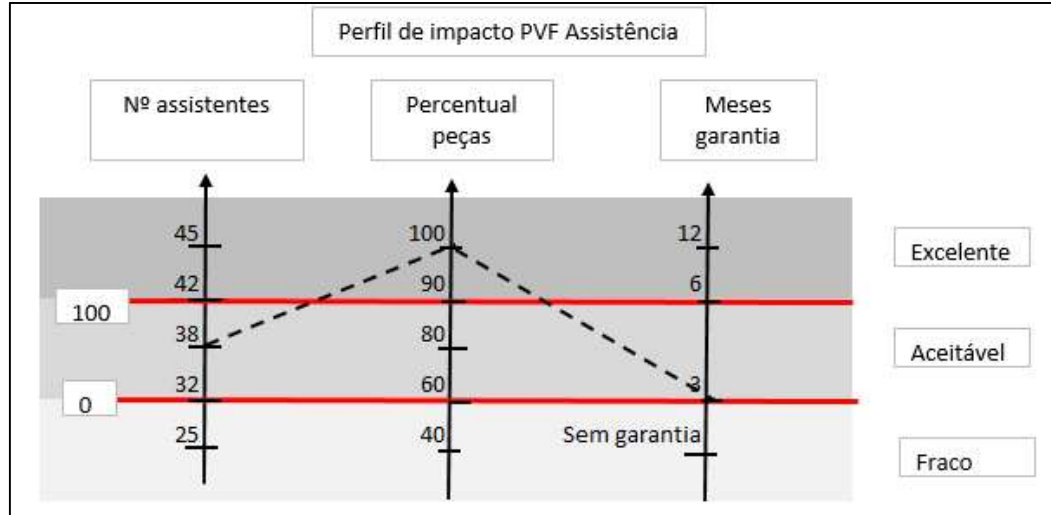 Perfil de impacto PVF Assistência
Nº assistentes
Percentual
peças
Meses
garantia
45
100
12
Excelente
42
90
6
100
38
80
Aceitável
32
60
3
0
25
40
Sem garantia
Fraco